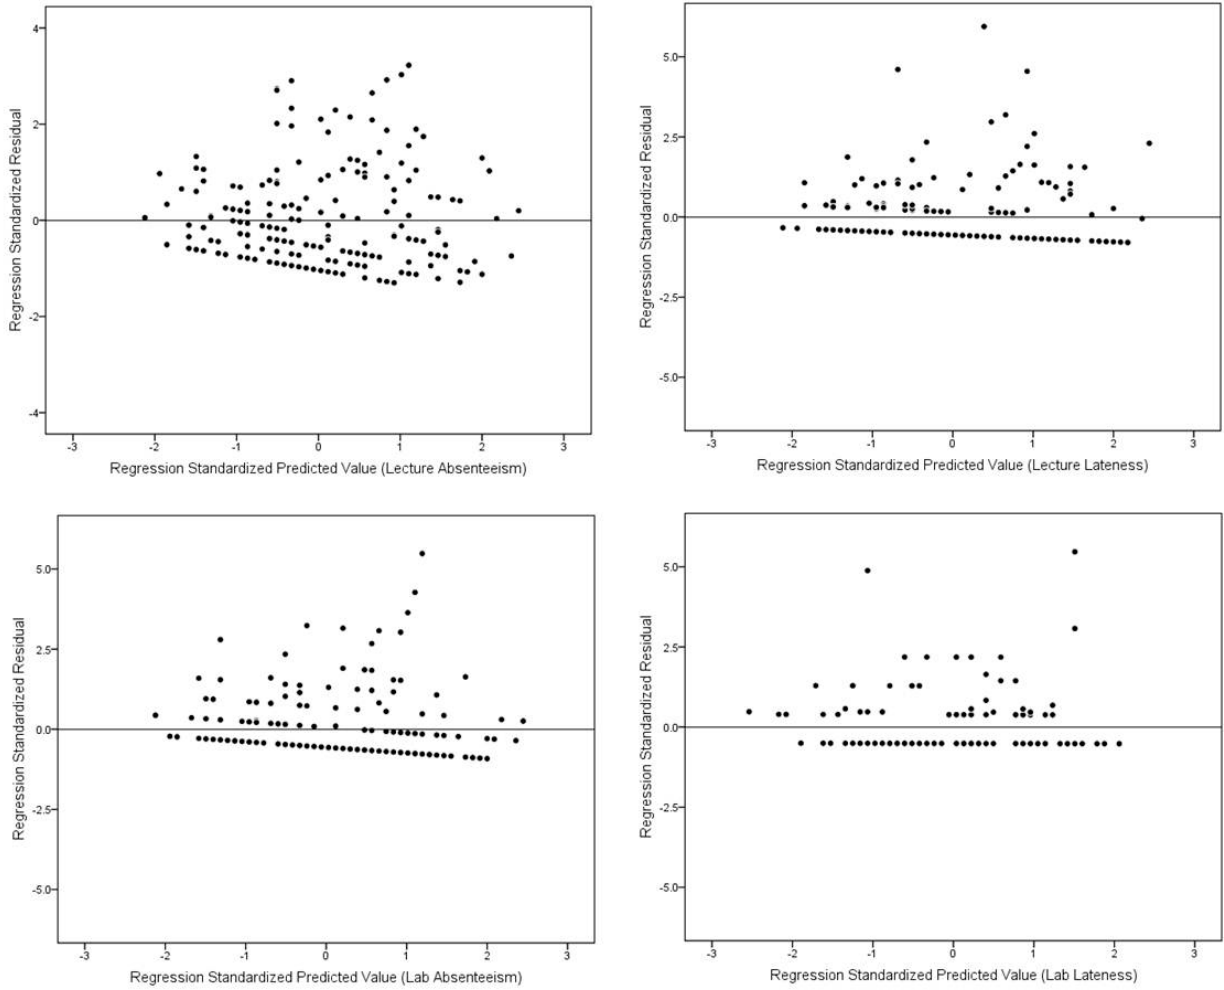 4
2
0
-2
-4
Regression Standardized Residual
-3 -2 -1 0 1 2 3
Regression Standardized Predicted Value (Lecture Absenteeism)
5.0
2.5
0.0
-2.5
-5.0
Regression Standardized Residual
-3 -2 -1 0 1 2 3
Regression Standardized Predicted Value (Lecture Lateness)
5.0
2.5
0.0
-2.5
-5.0
Regression Standardized Residual
-3 -2 -1 0 1 2 3
Regression Standardized Predicted Value (Lab Absenteeism)
5.0
2.5
0.0
-2.5
-5.0
Regression Standardized Residual
-3 -2 -1 0 1 2 3
Regression Standardized Predicted Value (Lab Lateness)